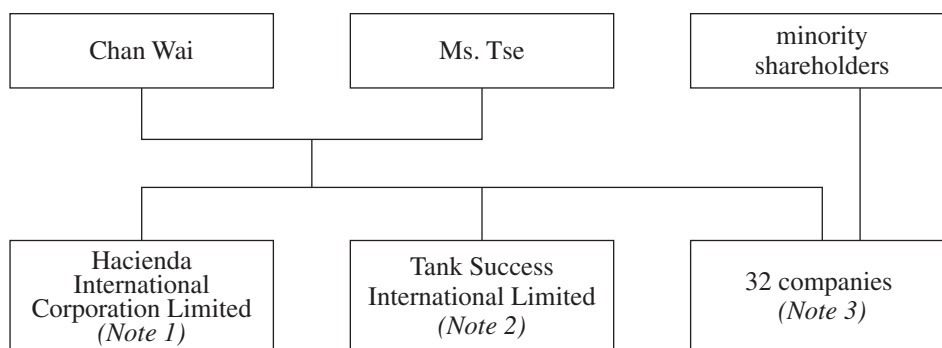 Chan Wai
Ms. Tse
minority
shareholders
Hacienda
International
Corporation Limited
(Note 1)
Tank Success
International Limited
(Note 2)
32 companies
(Note 3)